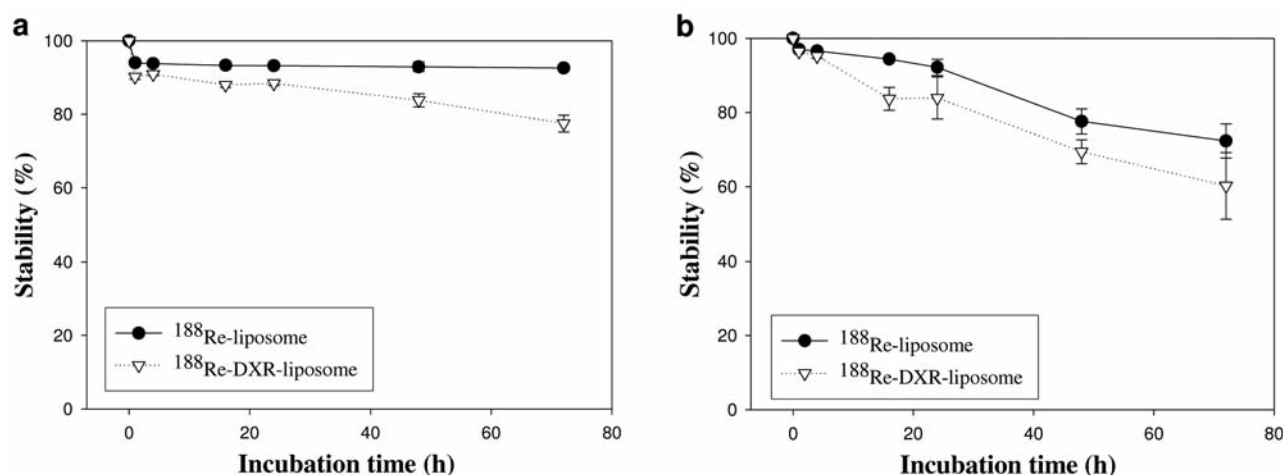 a
Stability (%)
100
80
60
40
20
0
188Re-liposome
188Re-DXR-liposome
0 20 40 60 80
Incubation time (h)
b
Stability (%)
100
80
60
40
20
0
188Re-liposome
188Re-DXR-liposome
0 20 40 60 80
Incubation time (h)